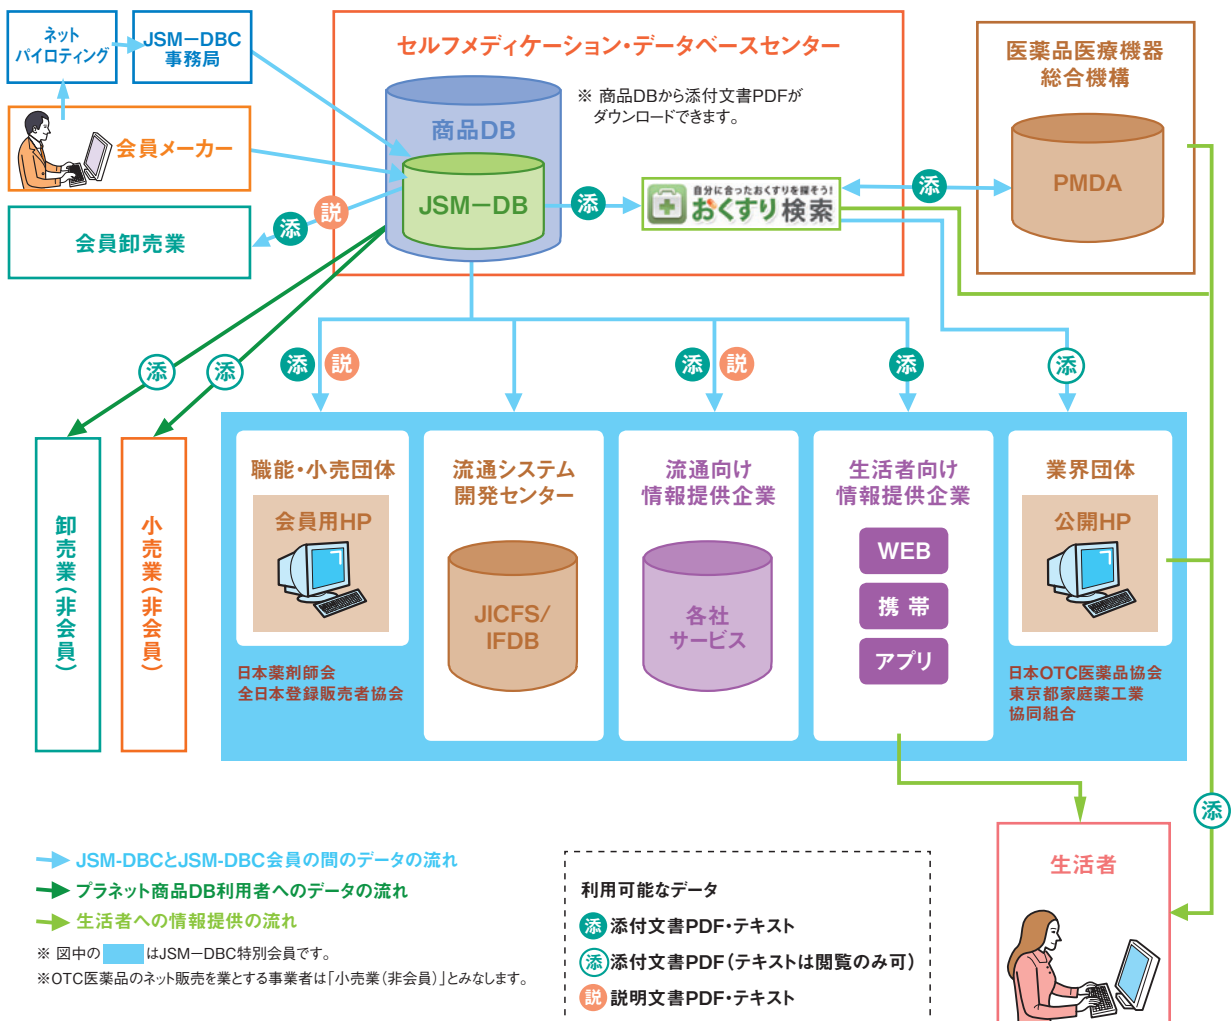 ネット
パイロティング
JSM－DBC
事務局
会員メーカー
会員卸売業
セルフメディケーション・データベースセンター
商品DB
JSM－DB
※ 商品DBから添付文書PDFが
ダウンロードできます。
添
説
添
自分に合ったおくすりを探そう!
おくすり検索
添
医薬品医療機器
総合機構
PMDA
添
添
添
説
添
説
添
添
卸売業(非会員)
小売業(非会員)
職能・小売団体
会員用HP
日本薬剤師会
全日本登録販売者協会
流通システム
開発センター
JICFS/
IFDB
流通向け
情報提供企業
各社
サービス
生活者向け
情報提供企業
WEB
携 帯
アプリ
業界団体
公開HP
日本OTC医薬品協会
東京都家庭薬工業
協同組合
添
生活者
JSM-DBCとJSM-DBC会員の間のデータの流れ
プラネット商品DB利用者へのデータの流れ
生活者への情報提供の流れ
※ 図中の はJSM－DBC特別会員です。
※OTC医薬品のネット販売を業とする事業者は「小売業(非会員)」とみなします。
利用可能なデータ
添 添付文書PDF・テキスト
添 添付文書PDF(テキストは閲覧のみ可)
説 説明文書PDF・テキスト